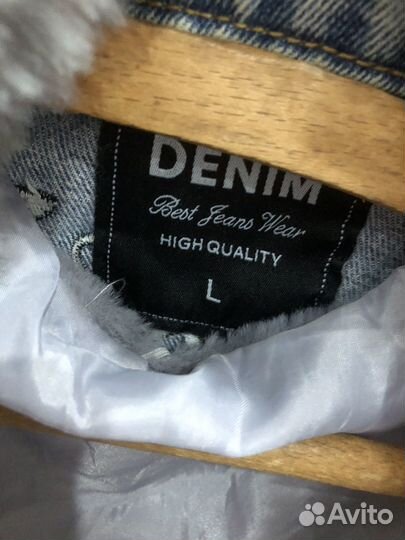 DENIM
Best Jeans Wear
HIGH QUALITY
L
Avito